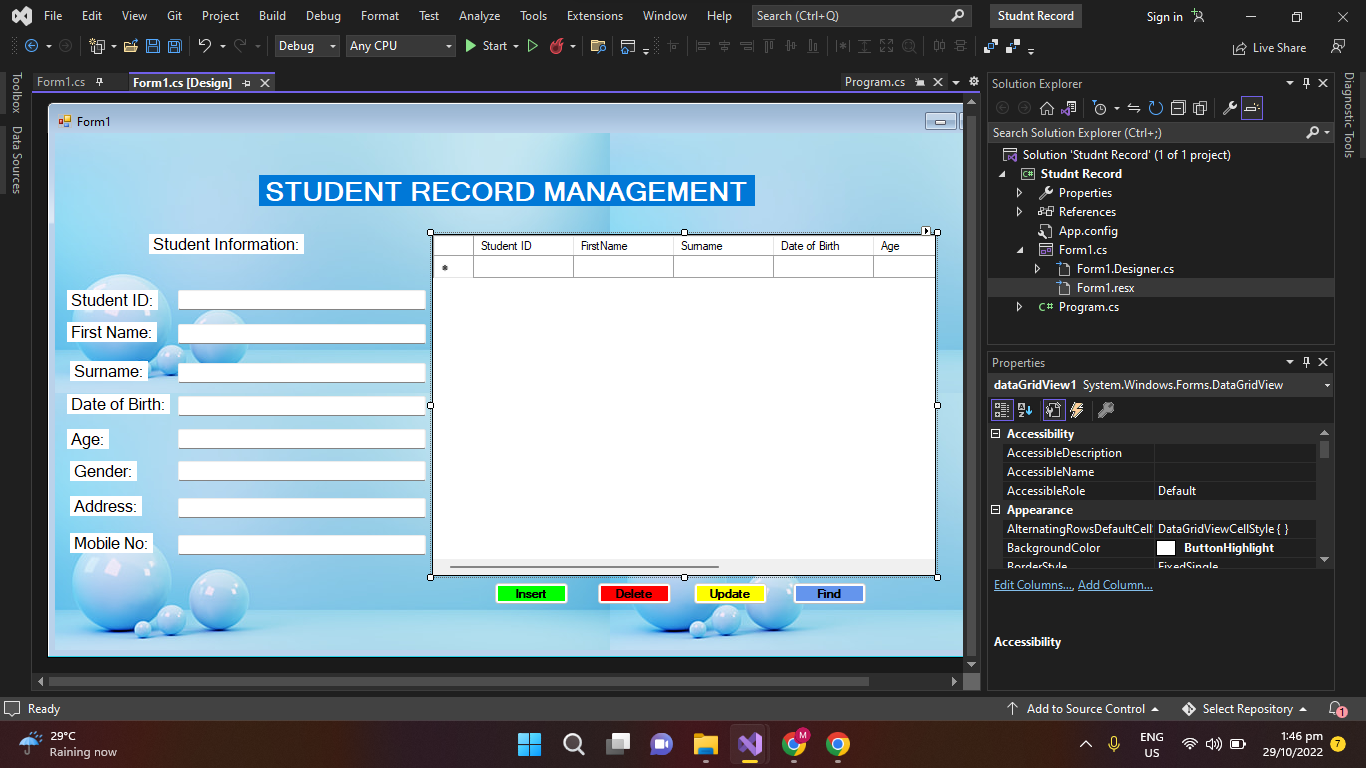 File Edit View Git Project Build Debug Format Test Analyze Tools Extensions Window Help Search (Ctrl+Q) Studnt Record Sign in
Debug Any CPU Start Live Share
Toolbox
Data Sources
Form1.cs Form1.cs [Design] Program.cs
Form1
STUDENT RECORD MANAGEMENT
Student Information:
Student ID FirstName Surname Date of Birth Age
Student ID:
First Name:
Surname:
Date of Birth:
Age:
Gender:
Address:
Mobile No:
Insert Delete Update Find
Solution Explorer
Search Solution Explorer (Ctrl+;)
Solution 'Studnt Record' (1 of 1 project)
C# Studnt Record
Properties
References
App.config
Form1.cs
Form1.Designer.cs
Form1.resx
C# Program.cs
Diagnostic Tools
Properties
dataGridView1 System.Windows.Forms.DataGridView
Accessibility
AccessibleDescription
AccessibleName
AccessibleRole Default
Appearance
AlternatingRowsDefaultCell DataGridViewCellStyle { }
BackgroundColor ButtonHighlight
BorderStyle FixedSingle
Edit Columns..., Add Column...
Accessibility
Ready Add to Source Control Select Repository 1
29°C
Raining now
M
ENG
US
1:46 pm
29/10/2022
7